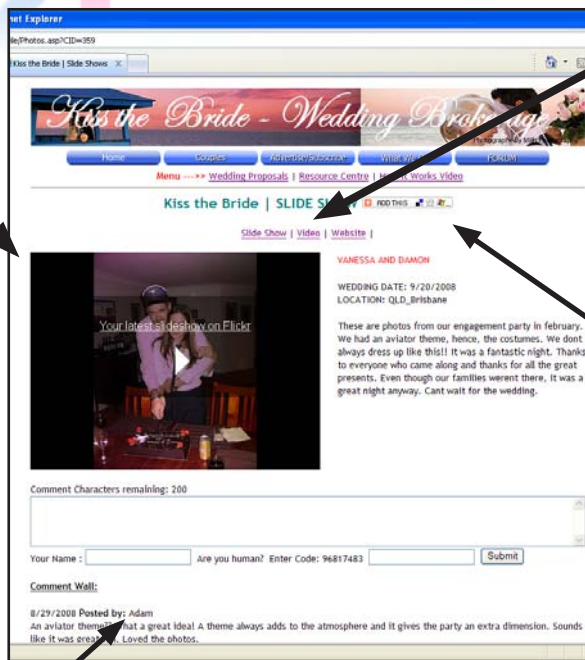 net Explorer
le/Photos.asp?CID=359
Kiss the Bride | Slide Shows X
Kiss the Bride - Wedding Brokerage
Home Couples Advertise/Subscribe What We FORUM
Menu --->> Wedding Proposals | Resource Centre | Works Video
Kiss the Bride | SLIDE ADD THIS
Slide Show | Video | Website |
Your latest slideshow on Flickr
VANESSA AND DAMON
WEDDING DATE: 9/20/2008
LOCATION: QLD_Brisbane
These are photos from our engagement party in february.
We had an aviator theme, hence, the costumes. We dont
always dress up like this!! It was a fantastic night. Thanks
to everyone who came along and thanks for all the great
presents. Even though our families werent there, it was a
great night anyway. Cant wait for the wedding.
Comment Characters remaining: 200
Your Name : Are you human? Enter Code: 96817483 Submit
Comment Wall:
8/29/2008 Posted by: Adam
An aviator theme? What a great idea! A theme always adds to the atmosphere and it gives the party an extra dimension. Sounds
like it was Loved the photos.